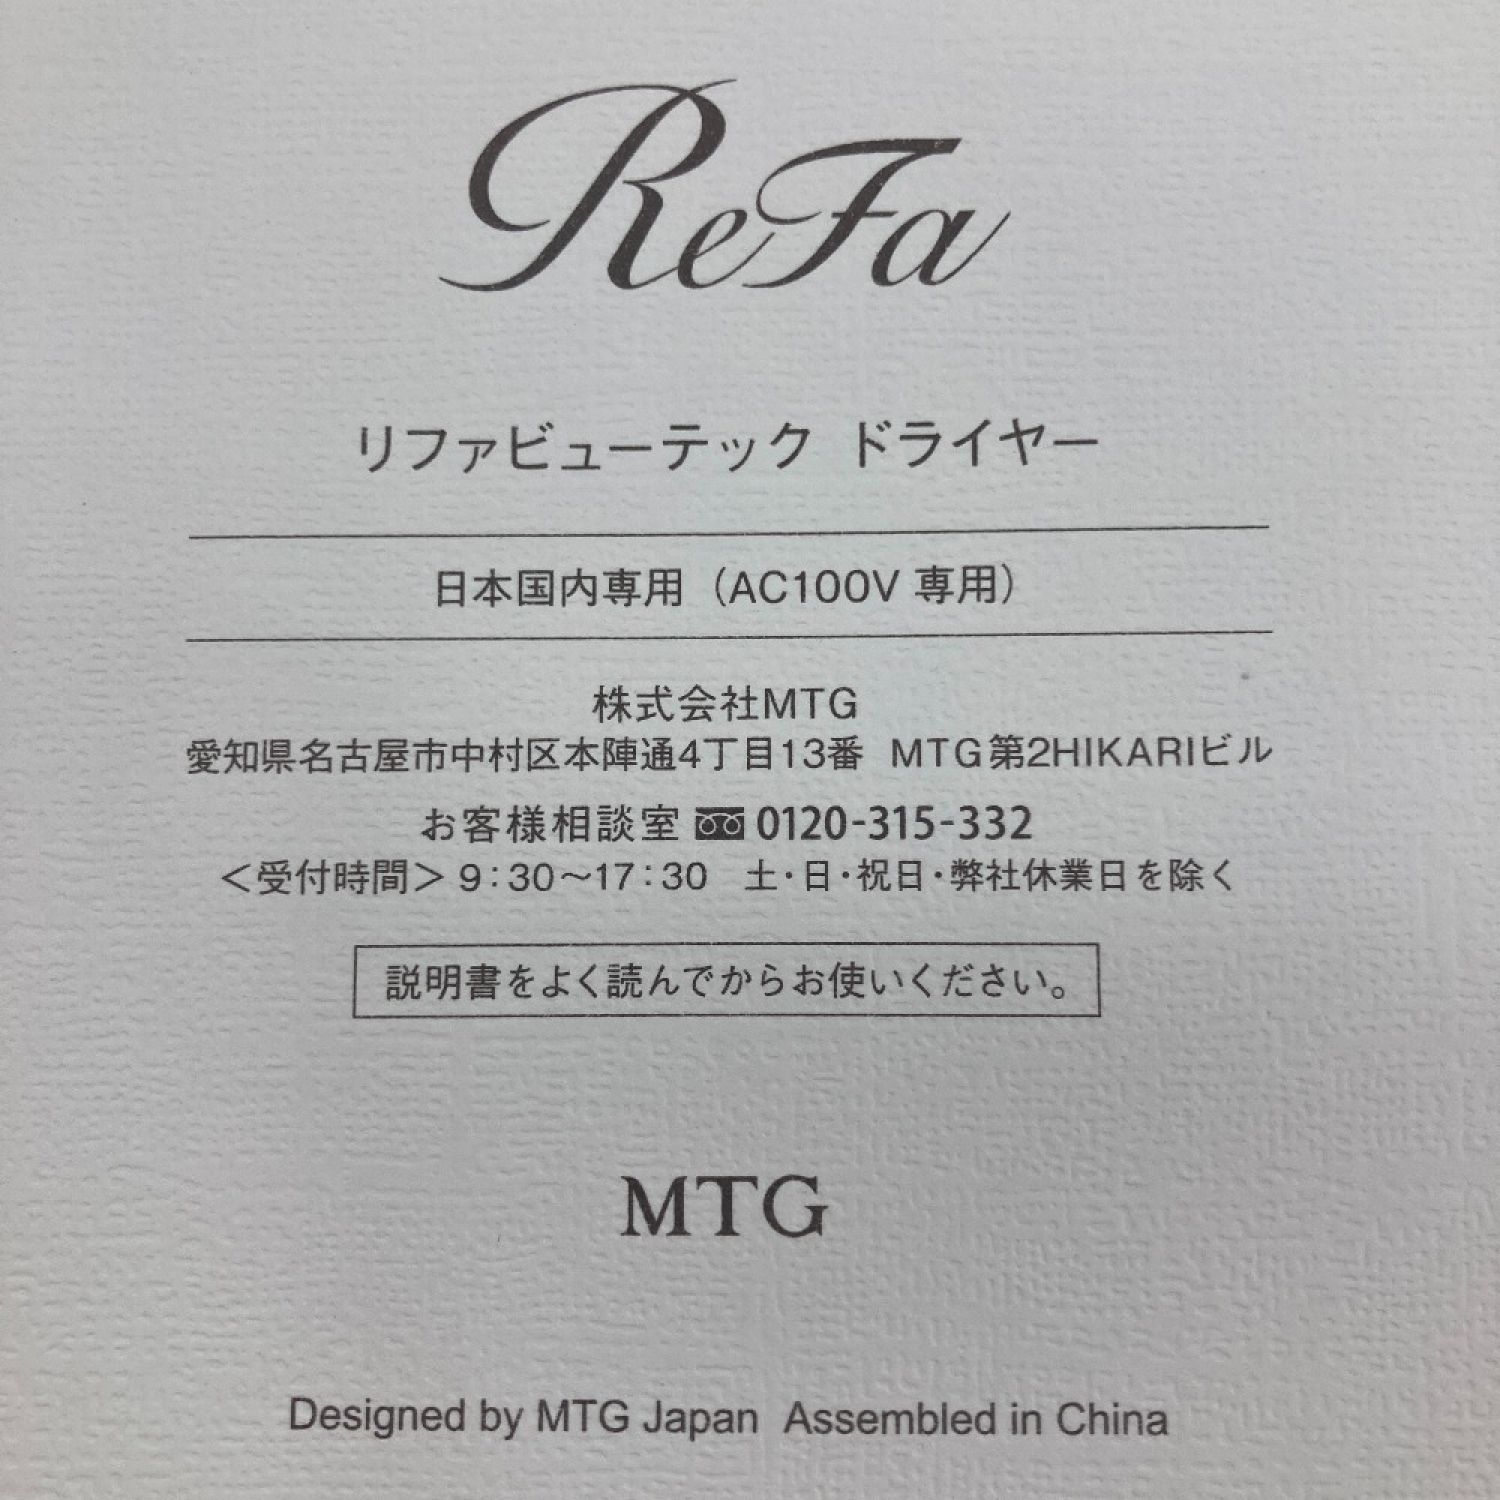 ReFa
リファビューテック ドライヤー
日本国内専用（AC100V 専用）
株式会社MTG
愛知県名古屋市中村区本陣通4丁目13番 MTG第2HIKARIビル
お客様相談室 0120-315-332
＜受付時間＞ 9：30〜17：30 土・日・祝日・弊社休業日を除く
説明書をよく読んでからお使いください。
MTG
Designed by MTG Japan Assembled in China